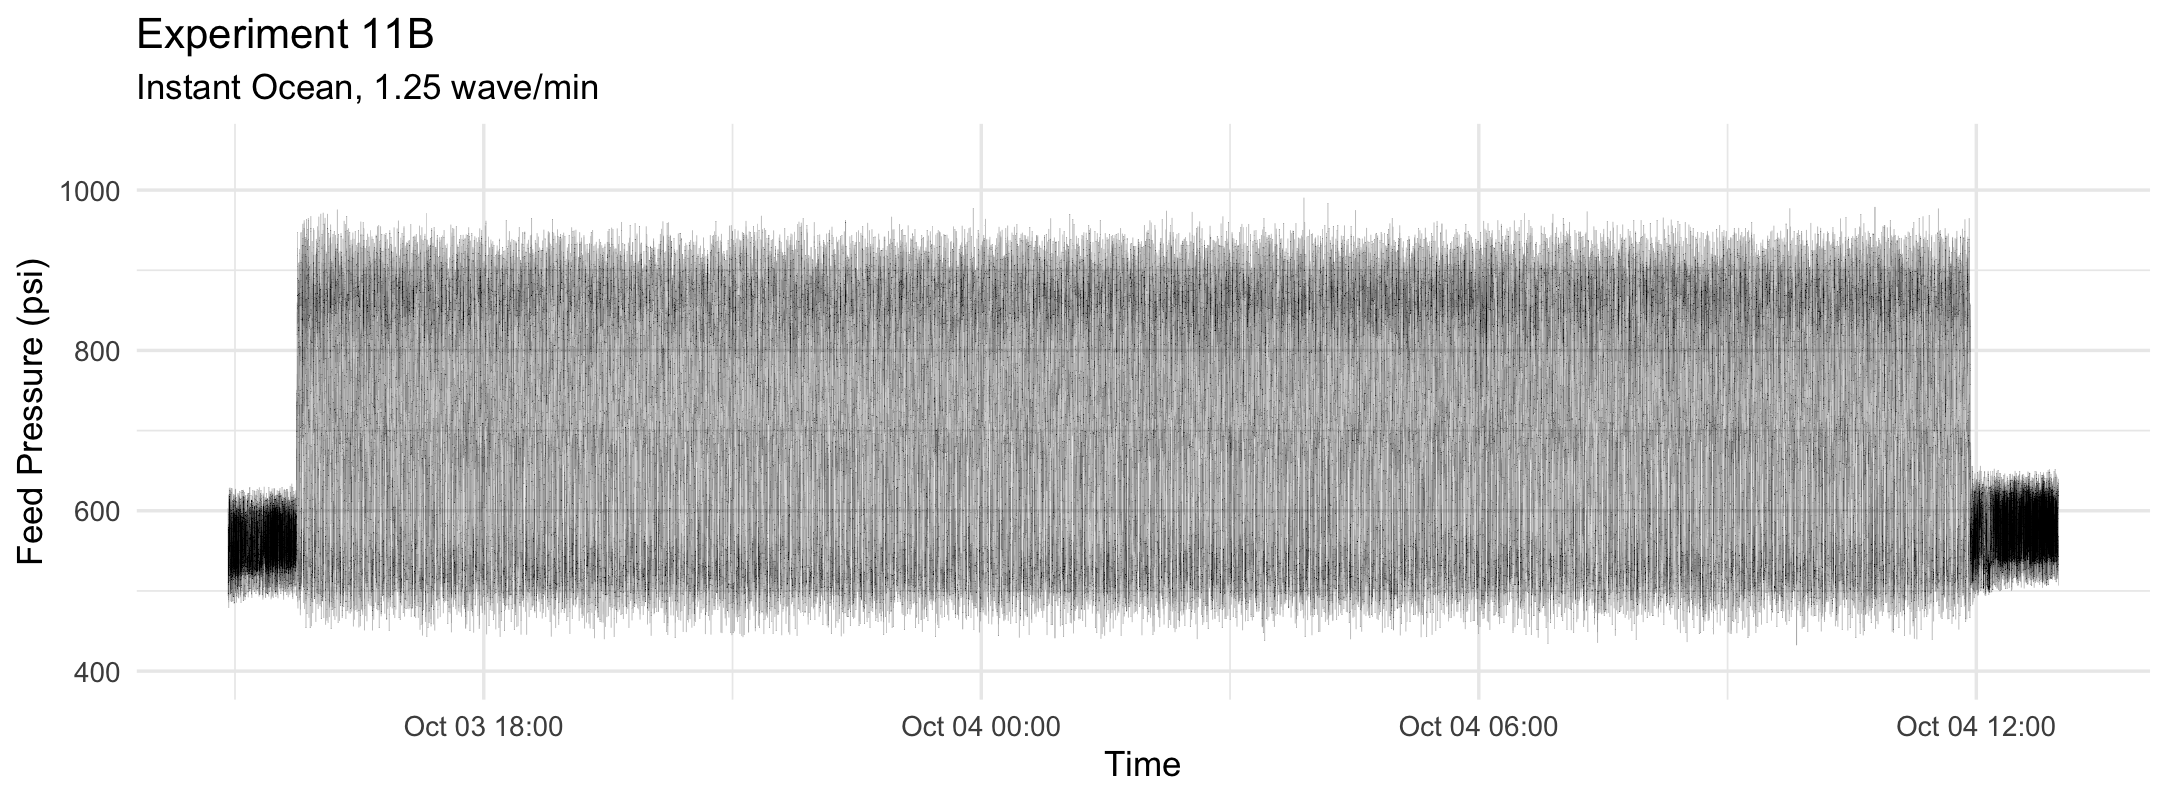 Experiment 11B
Instant Ocean, 1.25 wave/min
Feed Pressure (psi)
1000
800
600
400
Oct 03 18:00
Oct 04 00:00
Oct 04 06:00
Oct 04 12:00
Time